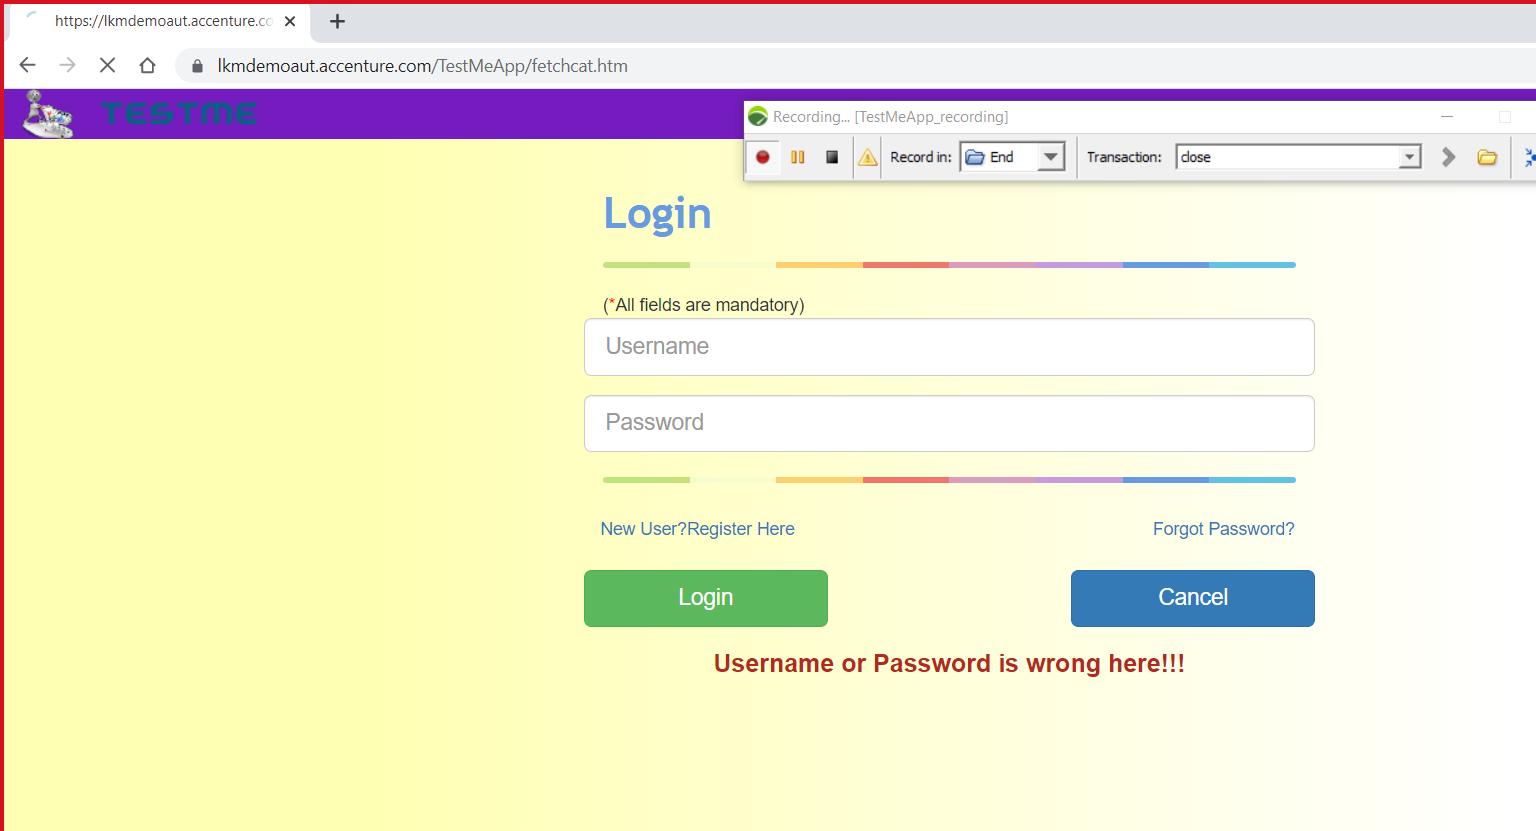 https://lkmdemoaut.accenture.co
lkmdemoaut.accenture.com/TestMeApp/fetchcat.htm
TESTME
Recording... [TestMeApp_recording]
Record in: End Transaction: close
Login
(*All fields are mandatory)
Username
Password
New User?Register Here Forgot Password?
Login Cancel
Username or Password is wrong here!!!